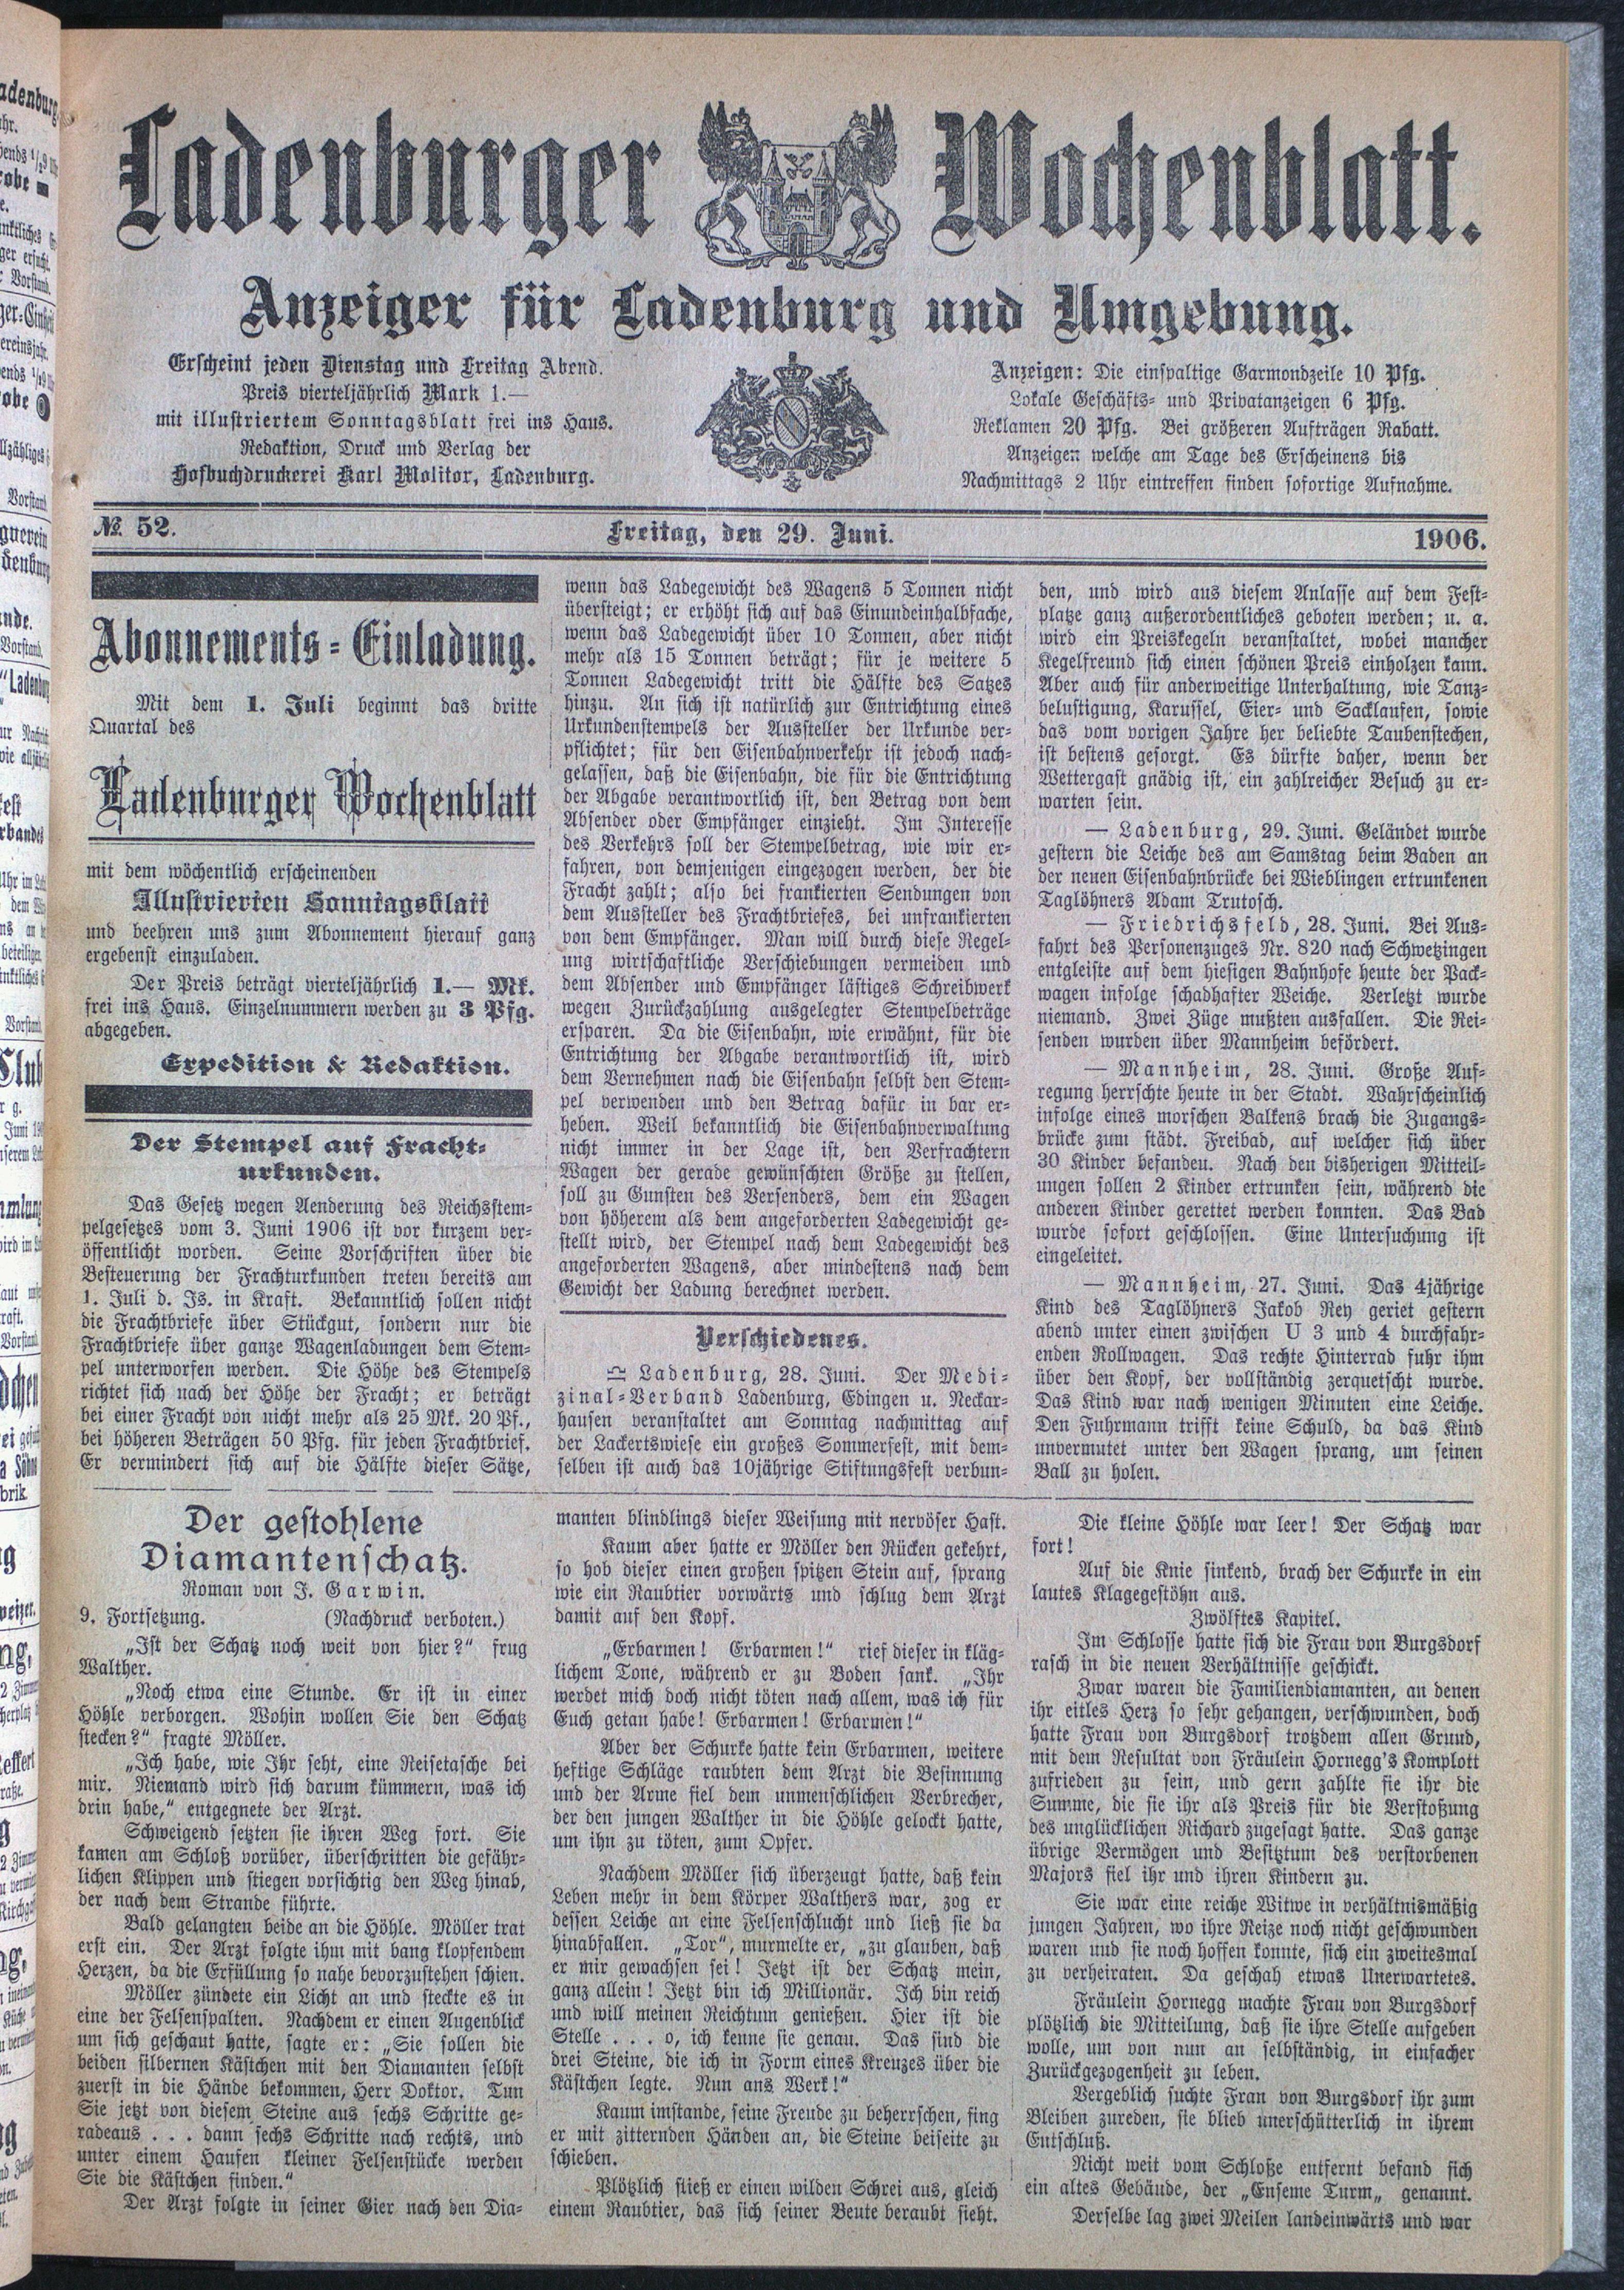 Ladenburger Wochenblatt.
Anzeiger für Ladenburg und Umgebung.
Erscheint jeden Dienstag und Freitag Abend.
Preis vierteljährlich Mark 1.—
mit illustriertem Sonntagsblatt frei ins Haus.
Redaktion, Druck und Verlag der
Hofbuchdruckerei Karl Molitor, Ladenburg.
Anzeigen: Die einspaltige Garmondzeile 10 Pfg.
Lokale Geschäfts- und Privatanzeigen 6 Pfg.
Reklamen 20 Pfg. Bei größeren Aufträgen Rabatt.
Anzeigen welche am Tage des Erscheinens bis
Nachmittags 2 Uhr eintreffen finden sofortige Aufnahme.
№. 52.
Freitag, den 29. Juni.
1906.
Abonnements-Einladung.
Mit dem 1. Juli beginnt das dritte
Quartal des
Ladenburger Wochenblatt
mit dem wöchentlich erscheinenden
Illustrierten Sonntagsblatt
und beehren uns zum Abonnement hierauf ganz
ergebenst einzuladen.
Der Preis beträgt vierteljährlich 1.— Mk.
frei ins Haus. Einzelnummern werden zu 3 Pfg.
abgegeben.
Expedition & Redaktion.
Der Stempel auf Fracht-
urkunden.
Das Gesetz wegen Aenderung des Reichsstem-
pelgesetzes vom 3. Juni 1906 ist vor kurzem ver-
öffentlicht worden. Seine Vorschriften über die
Besteuerung der Frachturkunden treten bereits am
1. Juli d. Js. in Kraft. Bekanntlich sollen nicht
die Frachtbriefe über Stückgut, sondern nur die
Frachtbriefe über ganze Wagenladungen dem Stem-
pel unterworfen werden. Die Höhe des Stempels
richtet sich nach der Höhe der Fracht; er beträgt
bei einer Fracht von nicht mehr als 25 Mk. 20 Pf.,
bei höheren Beträgen 50 Pfg. für jeden Frachtbrief.
Er vermindert sich auf die Hälfte dieser Sätze,
wenn das Ladegewicht des Wagens 5 Tonnen nicht
übersteigt; er erhöht sich auf das Einundeinhalbfache,
wenn das Ladegewicht über 10 Tonnen, aber nicht
mehr als 15 Tonnen beträgt; für je weitere 5
Tonnen Ladegewicht tritt die Hälfte des Satzes
hinzu. An sich ist natürlich zur Entrichtung eines
Urkundenstempels der Aussteller der Urkunde ver-
pflichtet; für den Eisenbahnverkehr ist jedoch nach-
gelassen, daß die Eisenbahn, die für die Entrichtung
der Abgabe verantwortlich ist, den Betrag von dem
Absender oder Empfänger einzieht. Im Interesse
des Verkehrs soll der Stempelbetrag, wie wir er-
fahren, von demjenigen eingezogen werden, der die
Fracht zahlt; also bei frankierten Sendungen von
dem Aussteller des Frachtbriefes, bei unfrankierten
von dem Empfänger. Man will durch diese Regel-
ung wirtschaftliche Verschiebungen vermeiden und
dem Absender und Empfänger lästiges Schreibwerk
wegen Zurückzahlung ausgelegter Stempelbeträge
ersparen. Da die Eisenbahn, wie erwähnt, für die
Entrichtung der Abgabe verantwortlich ist, wird
dem Vernehmen nach die Eisenbahn selbst den Stem-
pel verwenden und den Betrag dafür in bar er-
heben. Weil bekanntlich die Eisenbahnverwaltung
nicht immer in der Lage ist, den Verfrachtern
Wagen der gerade gewünschten Größe zu stellen,
soll zu Gunsten des Versenders, dem ein Wagen
von höherem als dem angeforderten Ladegewicht ge-
stellt wird, der Stempel nach dem Ladegewicht des
angeforderten Wagens, aber mindestens nach dem
Gewicht der Ladung berechnet werden.
Verschiedenes.
Ladenburg, 28. Juni. Der Medi-
zinal-Verband Ladenburg, Edingen u. Neckar-
hausen veranstaltet am Sonntag nachmittag auf
der Lackertswiese ein großes Sommerfest, mit dem-
selben ist auch das 10jährige Stiftungsfest verbun-
den, und wird aus diesem Anlasse auf dem Fest-
platze ganz außerordentliches geboten werden; u. a.
wird ein Preiskegeln veranstaltet, wobei mancher
Kegelfreund sich einen schönen Preis einholzen kann.
Aber auch für anderweitige Unterhaltung, wie Tanz-
belustigung, Karussel, Eier- und Sacklaufen, sowie
das vom vorigen Jahre her beliebte Taubenstechen,
ist bestens gesorgt. Es dürfte daher, wenn der
Wettergast gnädig ist, ein zahlreicher Besuch zu er-
warten sein.
— Ladenburg, 29. Juni. Geländet wurde
gestern die Leiche des am Samstag beim Baden an
der neuen Eisenbahnbrücke bei Wieblingen ertrunkenen
Taglöhners Adam Trutosch.
— Friedrichsfeld, 28. Juni. Bei Aus-
fahrt des Personenzuges Nr. 820 nach Schwetzingen
entgleiste auf dem hiesigen Bahnhofe heute der Pack-
wagen infolge schadhafter Weiche. Verletzt wurde
niemand. Zwei Züge mußten ausfallen. Die Rei-
senden wurden über Mannheim befördert.
— Mannheim, 28. Juni. Große Auf-
regung herrschte heute in der Stadt. Wahrscheinlich
infolge eines morschen Balkens brach die Zugangs-
brücke zum städt. Freibad, auf welcher sich über
30 Kinder befanden. Nach den bisherigen Mitteil-
ungen sollen 2 Kinder ertrunken sein, während die
anderen Kinder gerettet werden konnten. Das Bad
wurde sofort geschlossen. Eine Untersuchung ist
eingeleitet.
— Mannheim, 27. Juni. Das 4jährige
Kind des Taglöhners Jakob Rey geriet gestern
abend unter einen zwischen U 3 und 4 durchfahr-
enden Rollwagen. Das rechte Hinterrad fuhr ihm
über den Kopf, der vollständig zerquetscht wurde.
Das Kind war nach wenigen Minuten eine Leiche.
Den Fuhrmann trifft keine Schuld, da das Kind
unvermutet unter den Wagen sprang, um seinen
Ball zu holen.
Der gestohlene
Diamantenschatz.
Roman von J. Garwin.
9. Fortsetzung. (Nachdruck verboten.)
„Ist der Schatz noch weit von hier?“ frug
Walther.
„Noch etwa eine Stunde. Er ist in einer
Höhle verborgen. Wohin wollen Sie den Schatz
stecken?“ fragte Möller.
„Ich habe, wie Ihr seht, eine Reisetasche bei
mir. Niemand wird sich darum kümmern, was ich
drin habe,“ entgegnete der Arzt.
Schweigend setzten sie ihren Weg fort. Sie
kamen am Schloß vorüber, überschritten die gefähr-
lichen Klippen und stiegen vorsichtig den Weg hinab,
der nach dem Strande führte.
Bald gelangten beide an die Höhle. Möller trat
erst ein. Der Arzt folgte ihm mit bang klopfendem
Herzen, da die Erfüllung so nahe bevorzustehen schien.
Möller zündete ein Licht an und steckte es in
eine der Felsenspalten. Nachdem er einen Augenblick
um sich geschaut hatte, sagte er: „Sie sollen die
beiden silbernen Kästchen mit den Diamanten selbst
zuerst in die Hände bekommen, Herr Doktor. Tun
Sie jetzt von diesem Steine aus sechs Schritte ge-
radeaus . . . dann sechs Schritte nach rechts, und
unter einem Haufen kleiner Felsenstücke werden
Sie die Kästchen finden.“
Der Arzt folgte in seiner Gier nach den Dia-
manten blindlings dieser Weisung mit nervöser Hast.
Kaum aber hatte er Möller den Rücken gekehrt,
so hob dieser einen großen spitzen Stein auf, sprang
wie ein Raubtier vorwärts und schlug dem Arzt
damit auf den Kopf.
„Erbarmen! Erbarmen!“ rief dieser in kläg-
lichem Tone, während er zu Boden sank. „Ihr
werdet mich doch nicht töten nach allem, was ich für
Euch getan habe! Erbarmen! Erbarmen!“
Aber der Schurke hatte kein Erbarmen, weitere
heftige Schläge raubten dem Arzt die Besinnung
und der Arme fiel dem unmenschlichen Verbrecher,
der den jungen Walther in die Höhle gelockt hatte,
um ihn zu töten, zum Opfer.
Nachdem Möller sich überzeugt hatte, daß kein
Leben mehr in dem Körper Walthers war, zog er
dessen Leiche an eine Felsenschlucht und ließ sie da
hinabfallen. „Tor“, murmelte er, „zu glauben, daß
er mir gewachsen sei! Jetzt ist der Schatz mein,
ganz allein! Jetzt bin ich Millionär. Ich bin reich
und will meinen Reichtum genießen. Hier ist die
Stelle . . . o, ich kenne sie genau. Das sind die
drei Steine, die ich in Form eines Kreuzes über die
Kästchen legte. Nun ans Werk!“
Kaum imstande, seine Freude zu beherrschen, fing
er mit zitternden Händen an, die Steine beiseite zu
schieben.
Plötzlich stieß er einen wilden Schrei aus, gleich
einem Raubtier, das sich seiner Beute beraubt sieht.
Die kleine Höhle war leer! Der Schatz war
fort!
Auf die Knie sinkend, brach der Schurke in ein
lautes Klagegestöhn aus.
Zwölftes Kapitel.
Im Schlosse hatte sich die Frau von Burgsdorf
rasch in die neuen Verhältnisse geschickt.
Zwar waren die Familiendiamanten, an denen
ihr eitles Herz so sehr gehangen, verschwunden, doch
hatte Frau von Burgsdorf trotzdem allen Grund,
mit dem Resultat von Fräulein Hornegg's Komplott
zufrieden zu sein, und gern zahlte sie ihr die
Summe, die sie ihr als Preis für die Verstoßung
des unglücklichen Richard zugesagt hatte. Das ganze
übrige Vermögen und Besitztum des verstorbenen
Majors fiel ihr und ihren Kindern zu.
Sie war eine reiche Witwe in verhältnismäßig
jungen Jahren, wo ihre Reize noch nicht geschwunden
waren und sie noch hoffen konnte, sich ein zweitesmal
zu verheiraten. Da geschah etwas Unerwartetes.
Fräulein Hornegg machte Frau von Burgsdorf
plötzlich die Mitteilung, daß sie ihre Stelle aufgeben
wolle, um von nun an selbständig, in einfacher
Zurückgezogenheit zu leben.
Vergeblich suchte Frau von Burgsdorf ihr zum
Bleiben zureden, sie blieb unerschütterlich in ihrem
Entschluß.
Nicht weit vom Schloße entfernt befand sich
ein altes Gebäude, der „Enseme Turm„ genannt.
Derselbe lag zwei Meilen landeinwärts und war